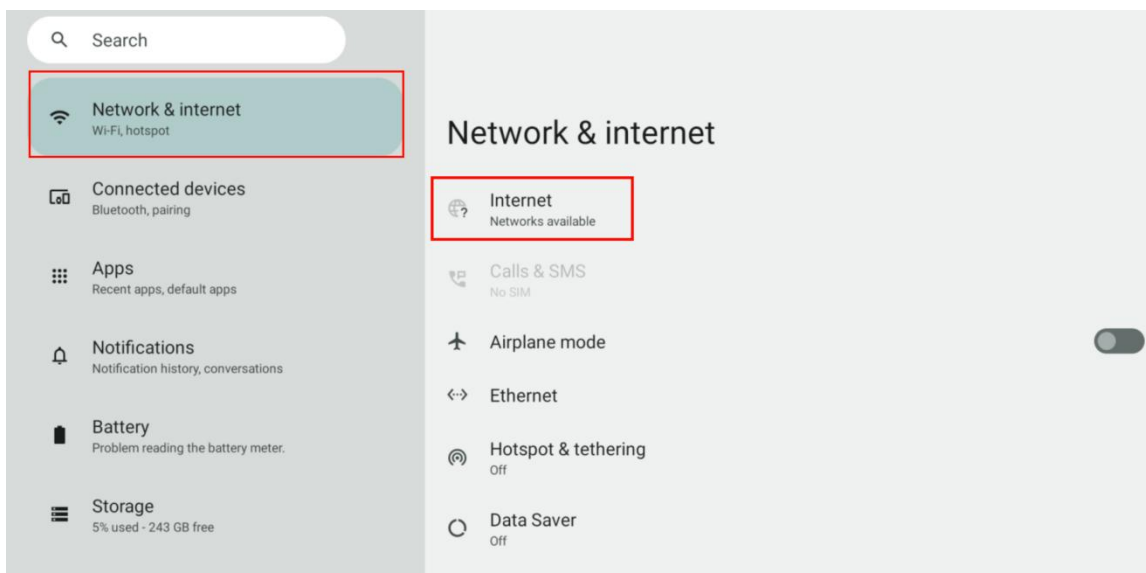 Search
Network & internet
Wi-Fi, hotspot
Connected devices
Bluetooth, pairing
Apps
Recent apps, default apps
Notifications
Notification history, conversations
Battery
Problem reading the battery meter.
Storage
5% used - 243 GB free
Network & internet
Internet
Networks available
Calls & SMS
No SIM
Airplane mode
Ethernet
Hotspot & tethering
Off
Data Saver
Off